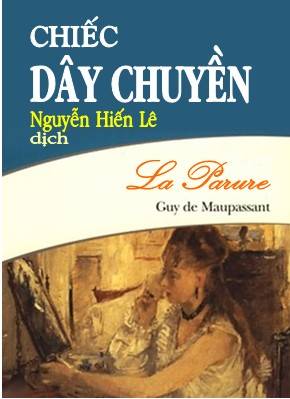 CHIẾC
DÂY CHUYỀN
Nguyễn Hiến Lê
dịch
La Parure
Guy de Maupassant